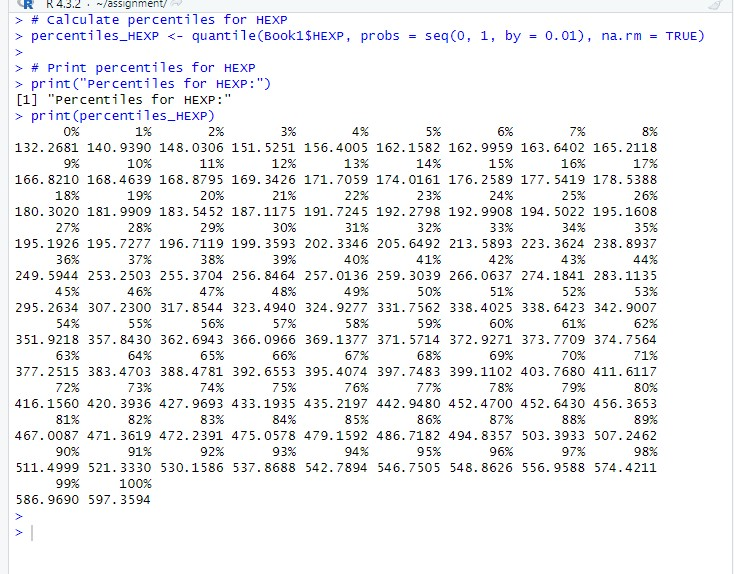 R 4.3.2 · ~/assignment/
> # Calculate percentiles for HEXP
> percentiles_HEXP <- quantile(Book1$HEXP, probs = seq(0, 1, by = 0.01), na.rm = TRUE)
>
> # Print percentiles for HEXP
> print("Percentiles for HEXP:")
[1] "Percentiles for HEXP:"
> print(percentiles_HEXP)
0% 1% 2% 3% 4% 5% 6% 7% 8%
132.2681 140.9390 148.0306 151.5251 156.4005 162.1582 162.9959 163.6402 165.2118
9% 10% 11% 12% 13% 14% 15% 16% 17%
166.8210 168.4639 168.8795 169.3426 171.7059 174.0161 176.2589 177.5419 178.5388
18% 19% 20% 21% 22% 23% 24% 25% 26%
180.3020 181.9909 183.5452 187.1175 191.7245 192.2798 192.9908 194.5022 195.1608
27% 28% 29% 30% 31% 32% 33% 34% 35%
195.1926 195.7277 196.7119 199.3593 202.3346 205.6492 213.5893 223.3624 238.8937
36% 37% 38% 39% 40% 41% 42% 43% 44%
249.5944 253.2503 255.3704 256.8464 257.0136 259.3039 266.0637 274.1841 283.1135
45% 46% 47% 48% 49% 50% 51% 52% 53%
295.2634 307.2300 317.8544 323.4940 324.9277 331.7562 338.4025 338.6423 342.9007
54% 55% 56% 57% 58% 59% 60% 61% 62%
351.9218 357.8430 362.6943 366.0966 369.1377 371.5714 372.9271 373.7709 374.7564
63% 64% 65% 66% 67% 68% 69% 70% 71%
377.2515 383.4703 388.4781 392.6553 395.4074 397.7483 399.1102 403.7680 411.6117
72% 73% 74% 75% 76% 77% 78% 79% 80%
416.1560 420.3936 427.9693 433.1935 435.2197 442.9480 452.4700 452.6430 456.3653
81% 82% 83% 84% 85% 86% 87% 88% 89%
467.0087 471.3619 472.2391 475.0578 479.1592 486.7182 494.8357 503.3933 507.2462
90% 91% 92% 93% 94% 95% 96% 97% 98%
511.4999 521.3330 530.1586 537.8688 542.7894 546.7505 548.8626 556.9588 574.4211
99% 100%
586.9690 597.3594
>
>